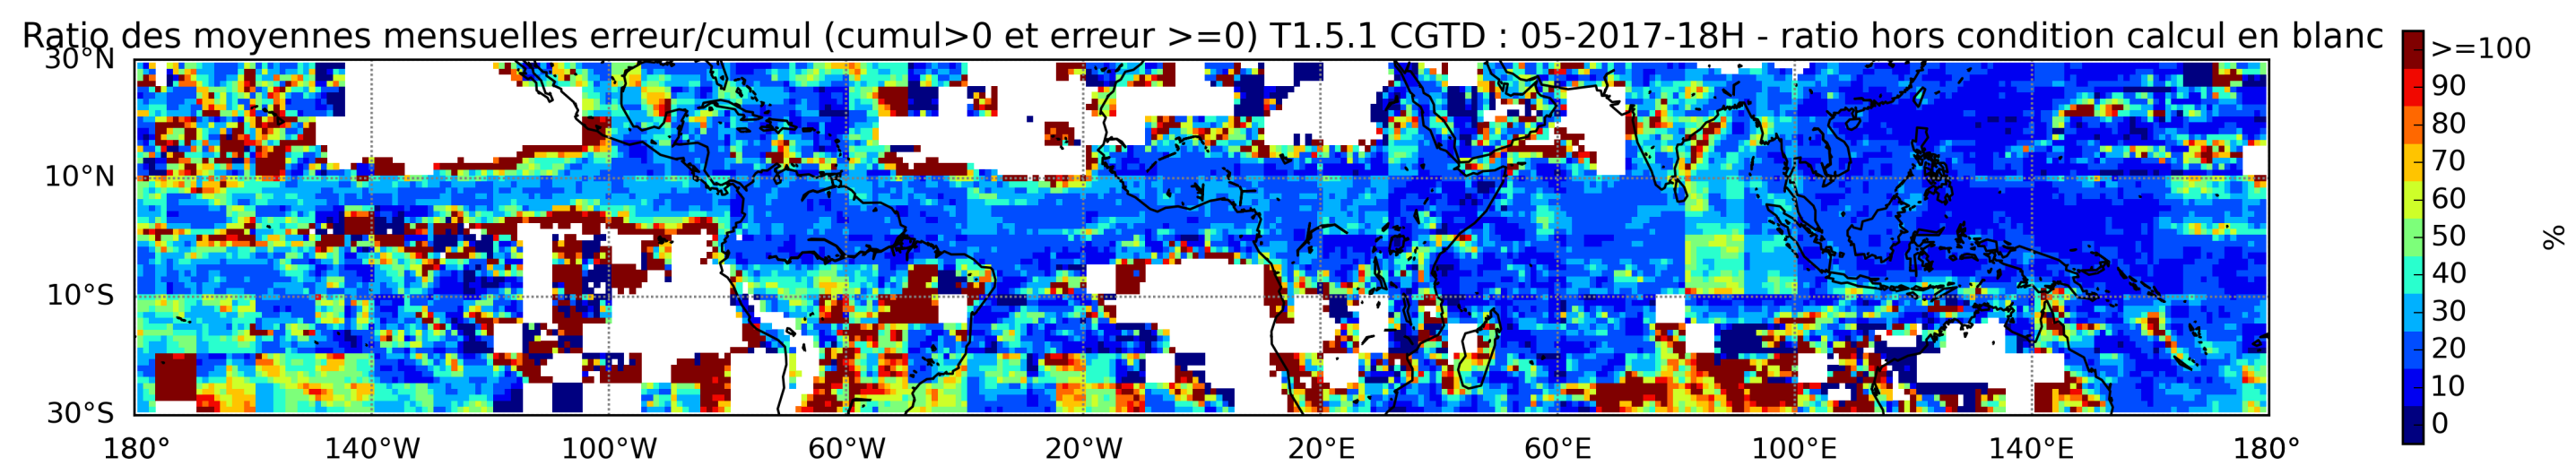 Ratio des moyennes mensuelles erreur/cumul (cumul>0 et erreur >=0) T1.5.1 CGTD : 05-2017-18H - ratio hors condition calcul en blanc
30°N
10°N
10°S
30°S
180° 140°W 100°W 60°W 20°W 20°E 60°E 100°E 140°E 180°
>=100
90
80
70
60
50
40
30
20
10
0
%